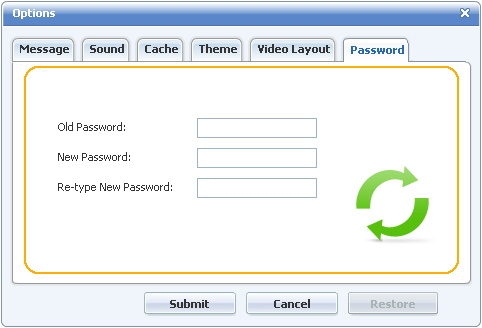 Options
Message Sound Cache Theme Video Layout Password
Old Password:
New Password:
Re-type New Password:
Submit Cancel Restore